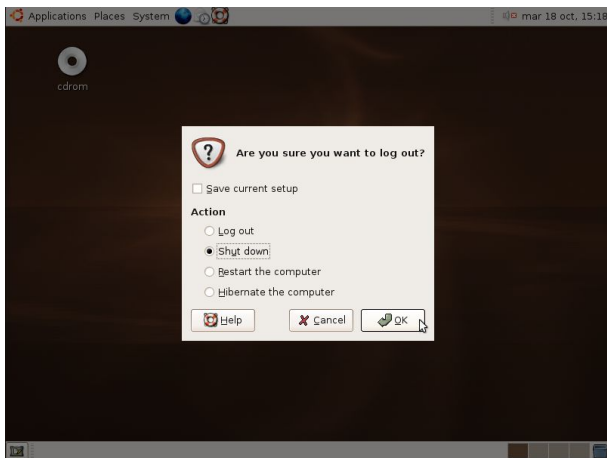 Applications Places System mar 18 oct, 15:18
cdrom
Are you sure you want to log out?
Save current setup
Action
Log out
Shut down
Restart the computer
Hibernate the computer
Help Cancel OK